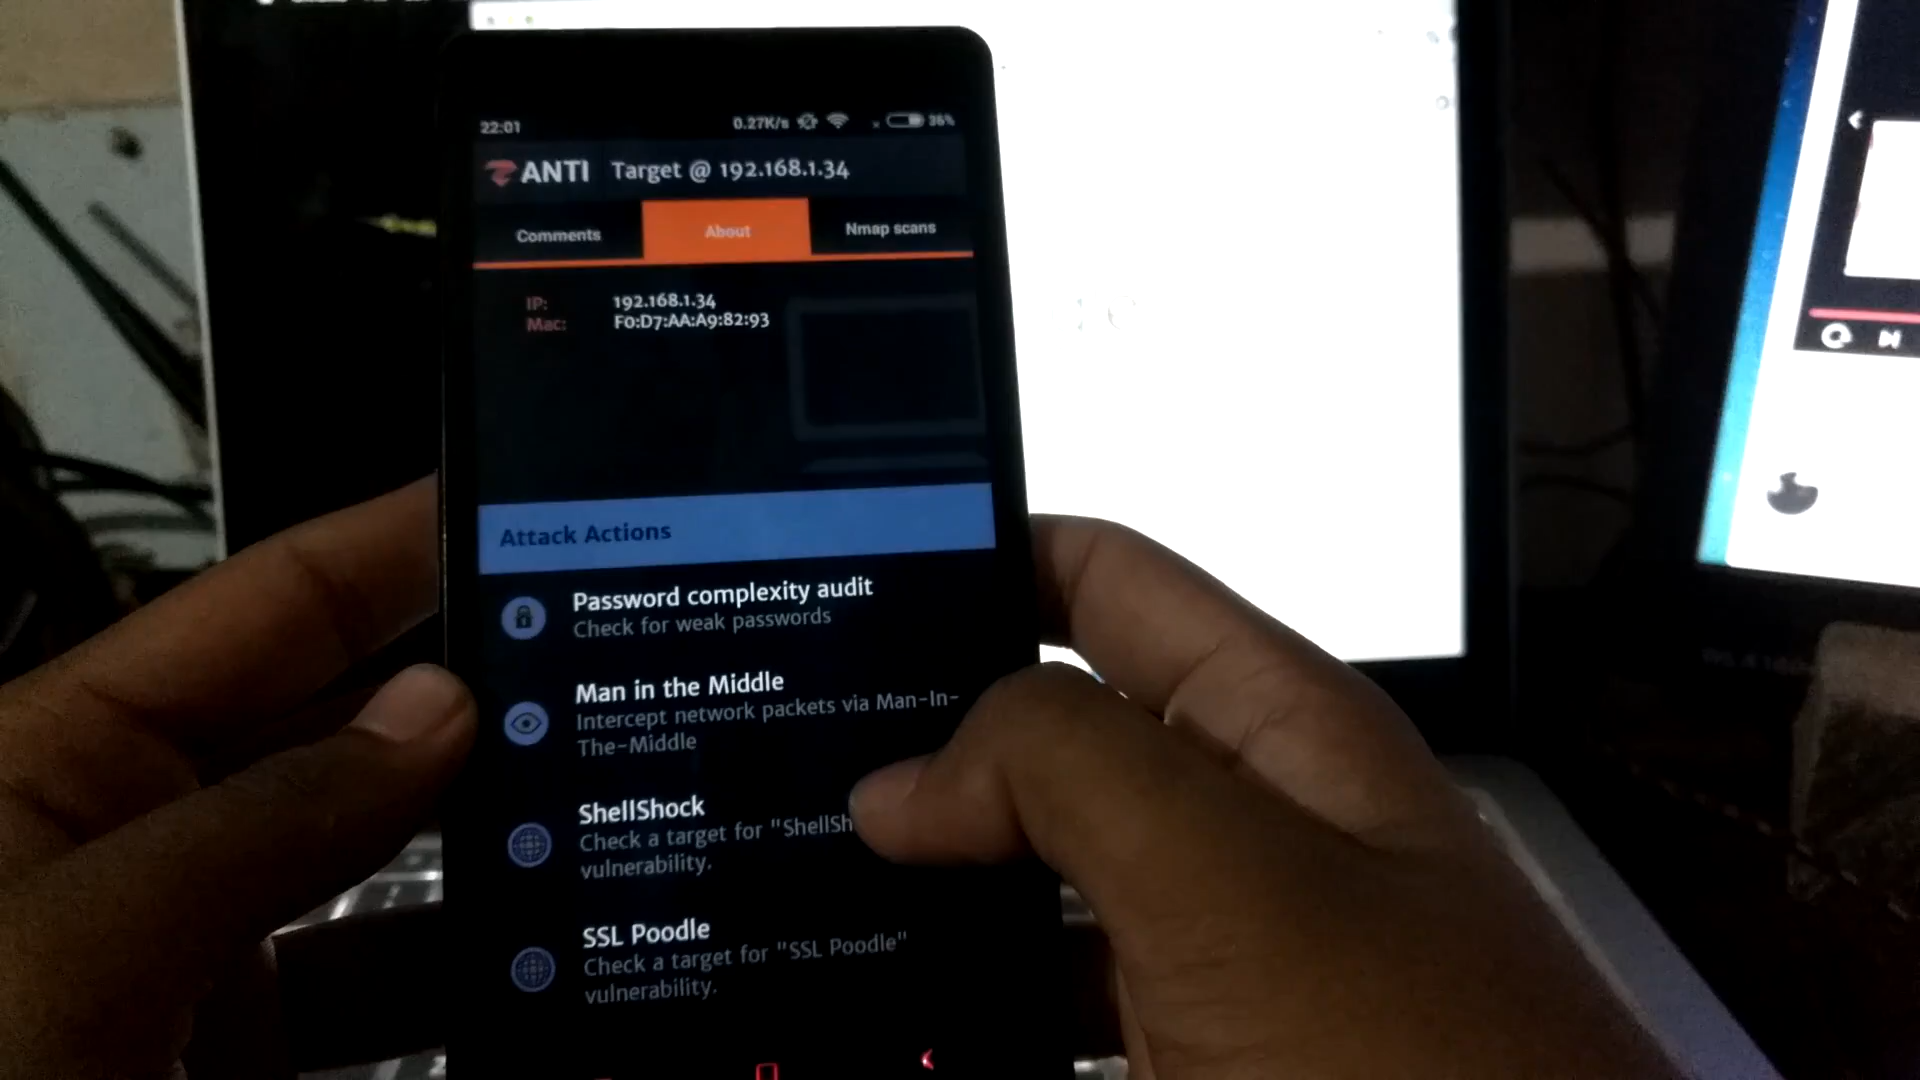 22:01 0.27K/s 36%
ANTI Target @ 192.168.1.34
Comments About Nmap scans
IP: 192.168.1.34
Mac: F0:D7:AA:A9:82:93
Attack Actions
Password complexity audit
Check for weak passwords
Man in the Middle
Intercept network packets via Man-In-
The-Middle
ShellShock
Check a target for "ShellSh
vulnerability.
SSL Poodle
Check a target for "SSL Poodle"
vulnerability.